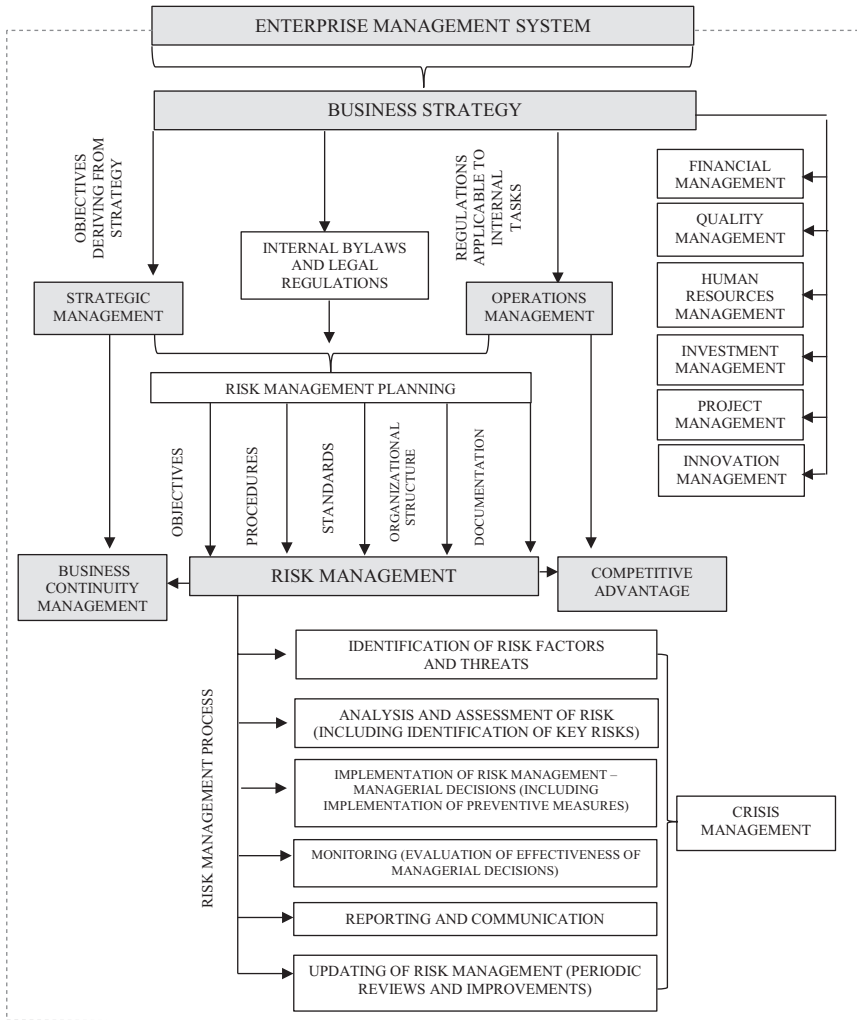 ENTERPRISE MANAGEMENT SYSTEM
BUSINESS STRATEGY
OBJECTIVES
DERIVING FROM
STRATEGY
REGULATIONS
APPLICABLE TO
INTERNAL
TASKS
INTERNAL BYLAWS
AND LEGAL
REGULATIONS
STRATEGIC
MANAGEMENT
OPERATIONS
MANAGEMENT
FINANCIAL
MANAGEMENT
QUALITY
MANAGEMENT
HUMAN
RESOURCES
MANAGEMENT
INVESTMENT
MANAGEMENT
PROJECT
MANAGEMENT
INNOVATION
MANAGEMENT
RISK MANAGEMENT PLANNING
OBJECTIVES
PROCEDURES
STANDARDS
ORGANIZATIONAL
STRUCTURE
DOCUMENTATION
BUSINESS
CONTINUITY
MANAGEMENT
RISK MANAGEMENT
COMPETITIVE
ADVANTAGE
RISK MANAGEMENT PROCESS
IDENTIFICATION OF RISK FACTORS
AND THREATS
ANALYSIS AND ASSESSMENT OF RISK
(INCLUDING IDENTIFICATION OF KEY RISKS)
IMPLEMENTATION OF RISK MANAGEMENT –
MANAGERIAL DECISIONS (INCLUDING
IMPLEMENTATION OF PREVENTIVE MEASURES)
MONITORING (EVALUATION OF EFFECTIVENESS OF
MANAGERIAL DECISIONS)
REPORTING AND COMMUNICATION
UPDATING OF RISK MANAGEMENT (PERIODIC
REVIEWS AND IMPROVEMENTS)
CRISIS
MANAGEMENT